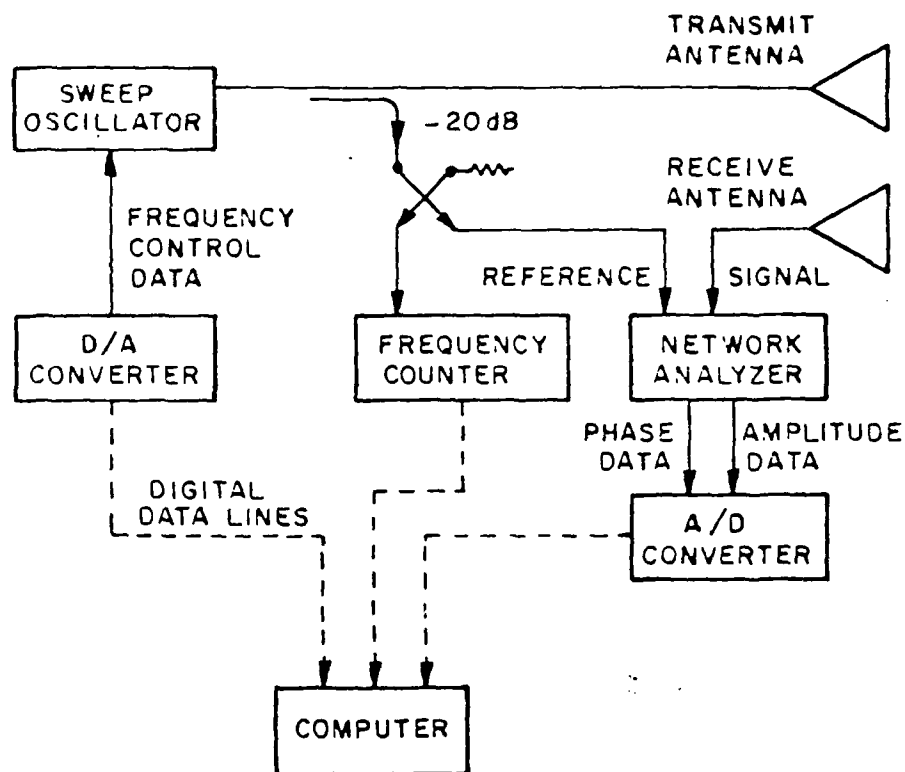 TRANSMIT
ANTENNA
SWEEP
OSCILLATOR
-20dB
RECEIVE
ANTENNA
FREQUENCY
CONTROL
DATA
REFERENCE
SIGNAL
D/A
CONVERTER
FREQUENCY
COUNTER
NETWORK
ANALYZER
PHASE
DATA
AMPLITUDE
DATA
DIGITAL
DATA LINES
A/D
CONVERTER
COMPUTER